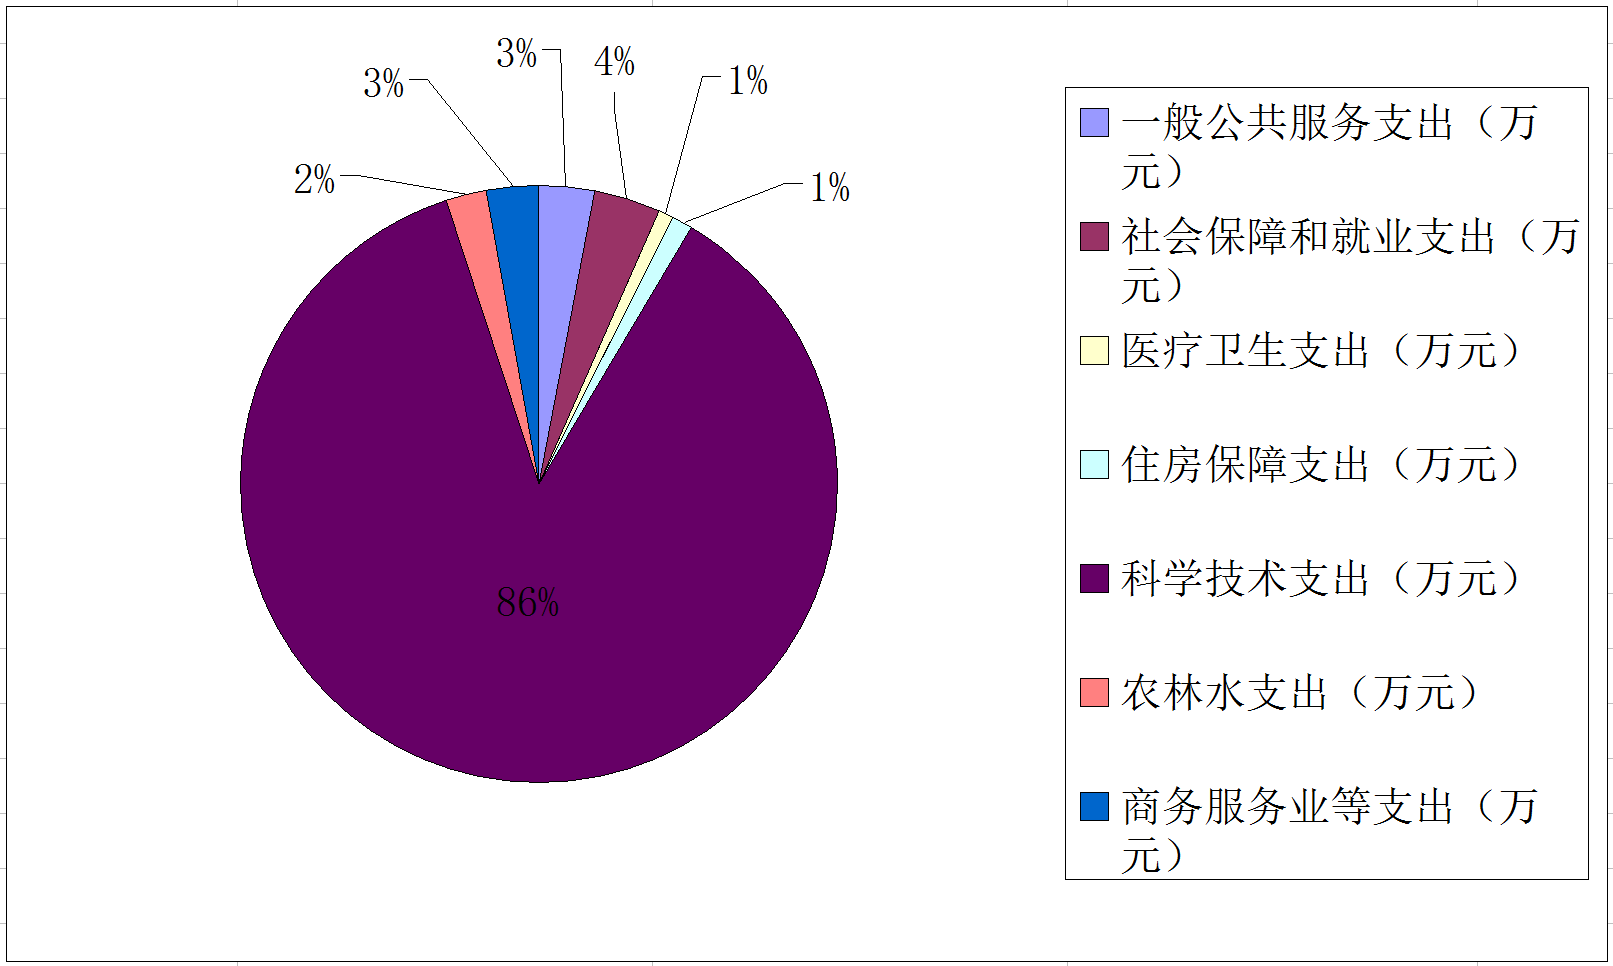 3%
4%
3%
1%
2%
1%
86%
一般公共服务支出（万
元）
社会保障和就业支出（万
元）
医疗卫生支出（万元）
住房保障支出（万元）
科学技术支出（万元）
农林水支出（万元）
商务服务业等支出（万
元）